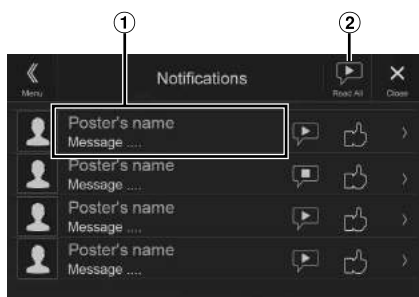 1 2
Menu Notifications Read All Close
Poster's name
Message ....
Poster's name
Message ....
Poster's name
Message ....
Poster's name
Message ....